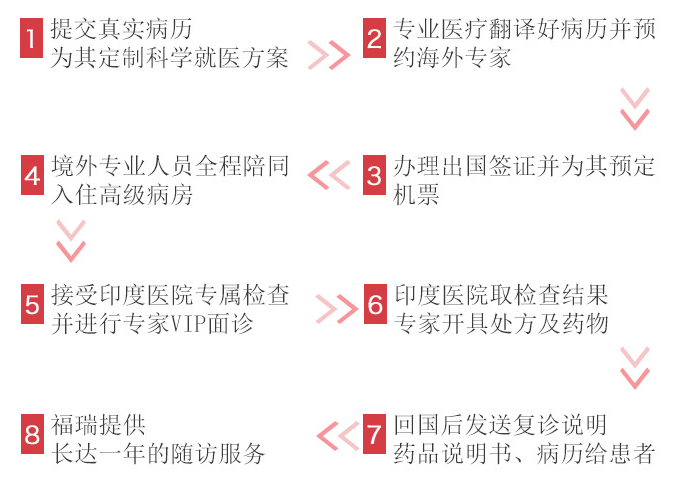 1
提交真实病历
为其定制科学就医方案
2
专业医疗翻译好病历并预
约海外专家
3
办理出国签证并为其预定
机票
4
境外专业人员全程陪同
入住高级病房
5
接受印度医院专属检查
并进行专家VIP面诊
6
印度医院取检查结果
专家开具处方及药物
7
回国后发送复诊说明
药品说明书、病历给患者
8
福瑞提供
长达一年的随访服务